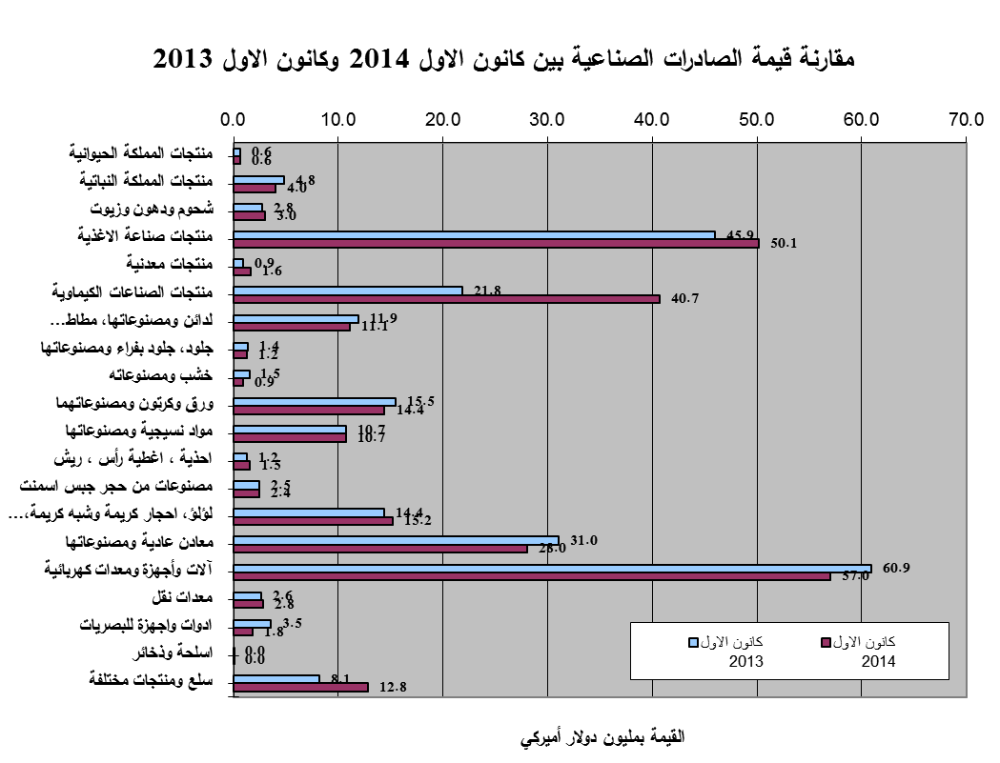 مقارنة قيمة الصادرات الصناعية بين كانون الاول 2014 وكانون الاول 2013
0.0 10.0 20.0 30.0 40.0 50.0 60.0 70.0
منتجات المملكة الحيوانية 0.6
0.6
منتجات المملكة النباتية 4.8
4.0
شحوم ودهون وزيوت 2.8
3.0
منتجات صناعة الاغذية 45.9
50.1
منتجات معدنية 0.9
1.6
منتجات الصناعات الكيماوية 21.8
40.7
لدائن ومصنوعاتها، مطاط... 11.9
11.1
جلود، جلود بفراء ومصنوعاتها 1.4
1.2
خشب ومصنوعاته 1.5
0.9
ورق وكرتون ومصنوعاتهما 15.5
14.4
مواد نسيجية ومصنوعاتها 10.7
10.7
احذية ، اغطية رأس ، ريش 1.2
1.5
مصنوعات من حجر جبس اسمنت 2.5
2.4
لؤلؤ، احجار كريمة وشبه كريمة،... 14.4
15.2
معادن عادية ومصنوعاتها 31.0
28.0
آلات وأجهزة ومعدات كهربائية 60.9
57.0
معدات نقل 2.6
2.8
ادوات واجهزة للبصريات 3.5
1.8
اسلحة وذخائر 0.0
0.0
سلع ومنتجات مختلفة 8.1
12.8
كانون الاول 2013
كانون الاول 2014
القيمة بمليون دولار أميركي